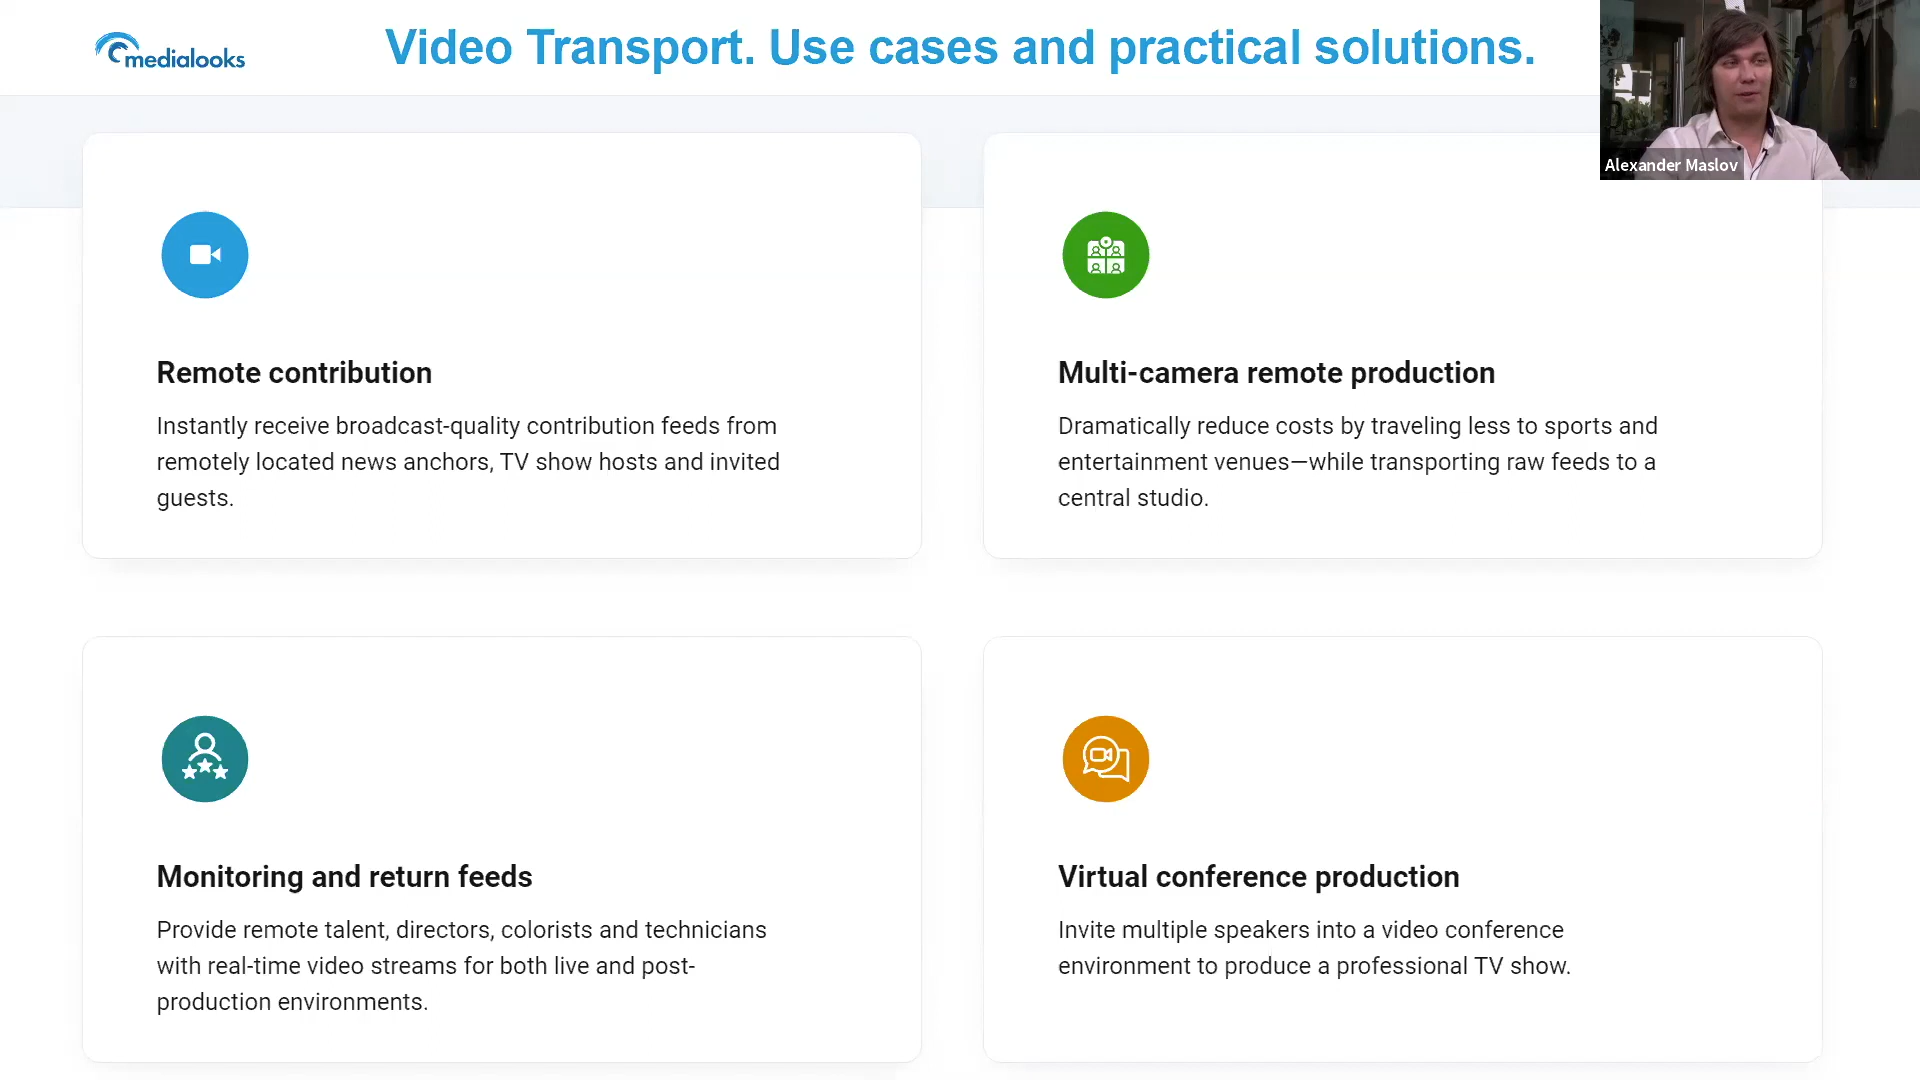 medialooks
Video Transport. Use cases and practical solutions.
Alexander Maslov
Remote contribution
Instantly receive broadcast-quality contribution feeds from
remotely located news anchors, TV show hosts and invited
guests.
Multi-camera remote production
Dramatically reduce costs by traveling less to sports and
entertainment venues—while transporting raw feeds to a
central studio.
Monitoring and return feeds
Provide remote talent, directors, colorists and technicians
with real-time video streams for both live and post-
production environments.
Virtual conference production
Invite multiple speakers into a video conference
environment to produce a professional TV show.